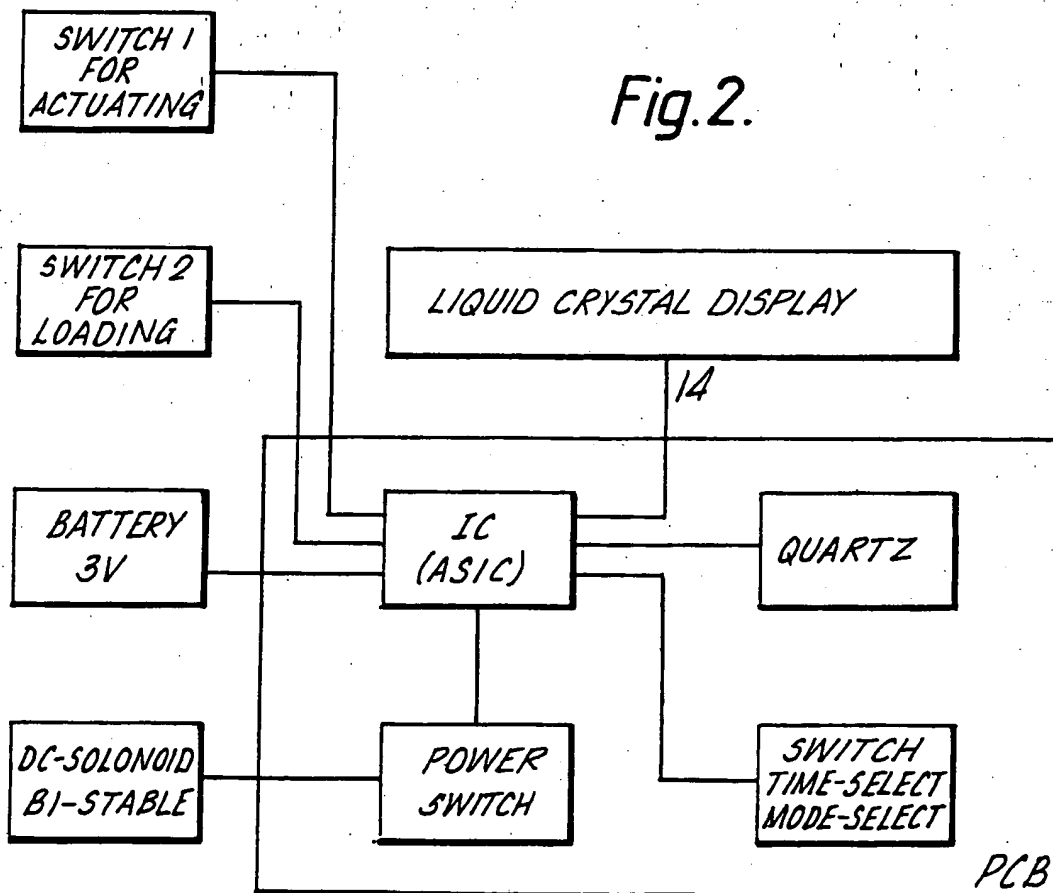 SWITCH 1
FOR
ACTUATING
Fig.2.
SWITCH 2
FOR
LOADING
LIQUID CRYSTAL DISPLAY
14
BATTERY
3V
IC
(ASIC)
QUARTZ
DC-SOLONOID
BI-STABLE
POWER
SWITCH
SWITCH
TIME-SELECT
MODE-SELECT
PCB